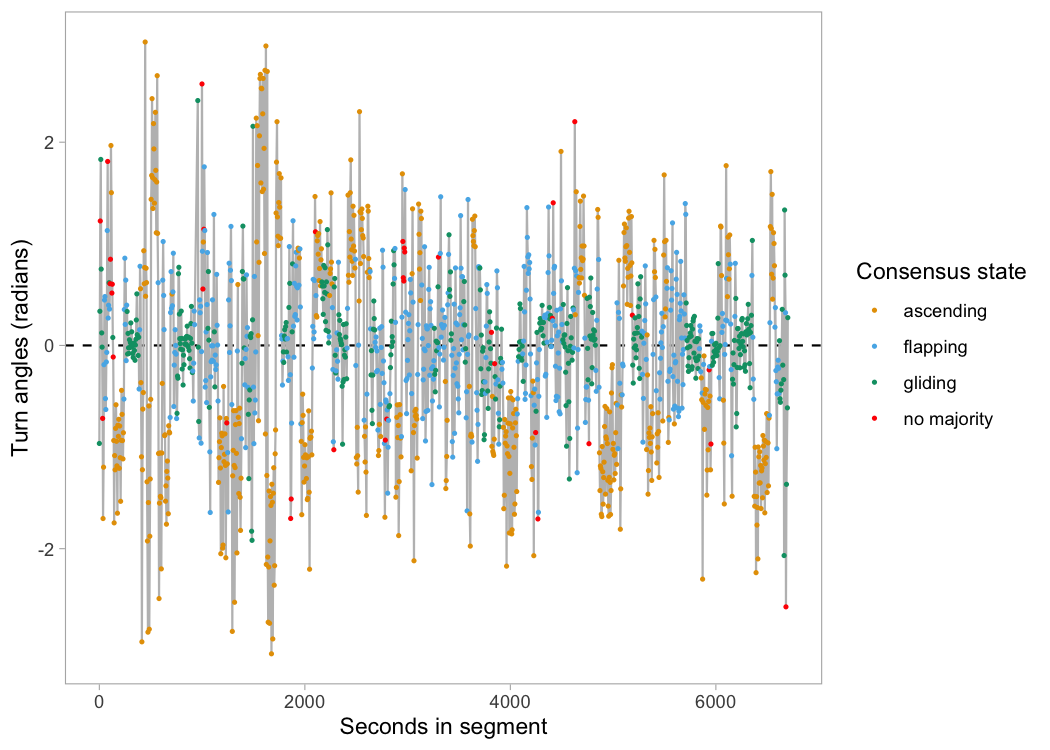 Turn angles (radians)
2
0
-2
0
2000
4000
6000
Seconds in segment
Consensus state
ascending
flapping
gliding
no majority